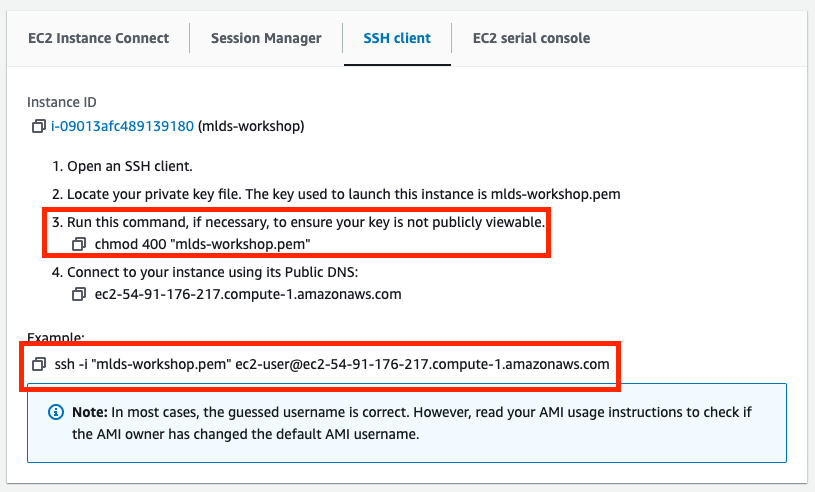 EC2 Instance Connect
Session Manager
SSH client
EC2 serial console
Instance ID
i-09013afc489139180 (mlds-workshop)
1. Open an SSH client.
2. Locate your private key file. The key used to launch this instance is mlds-workshop.pem
3. Run this command, if necessary, to ensure your key is not publicly viewable.
chmod 400 "mlds-workshop.pem"
4. Connect to your instance using its Public DNS:
ec2-54-91-176-217.compute-1.amazonaws.com
Example:
ssh -i "mlds-workshop.pem" ec2-user@ec2-54-91-176-217.compute-1.amazonaws.com
Note: In most cases, the guessed username is correct. However, read your AMI usage instructions to check if
the AMI owner has changed the default AMI username.